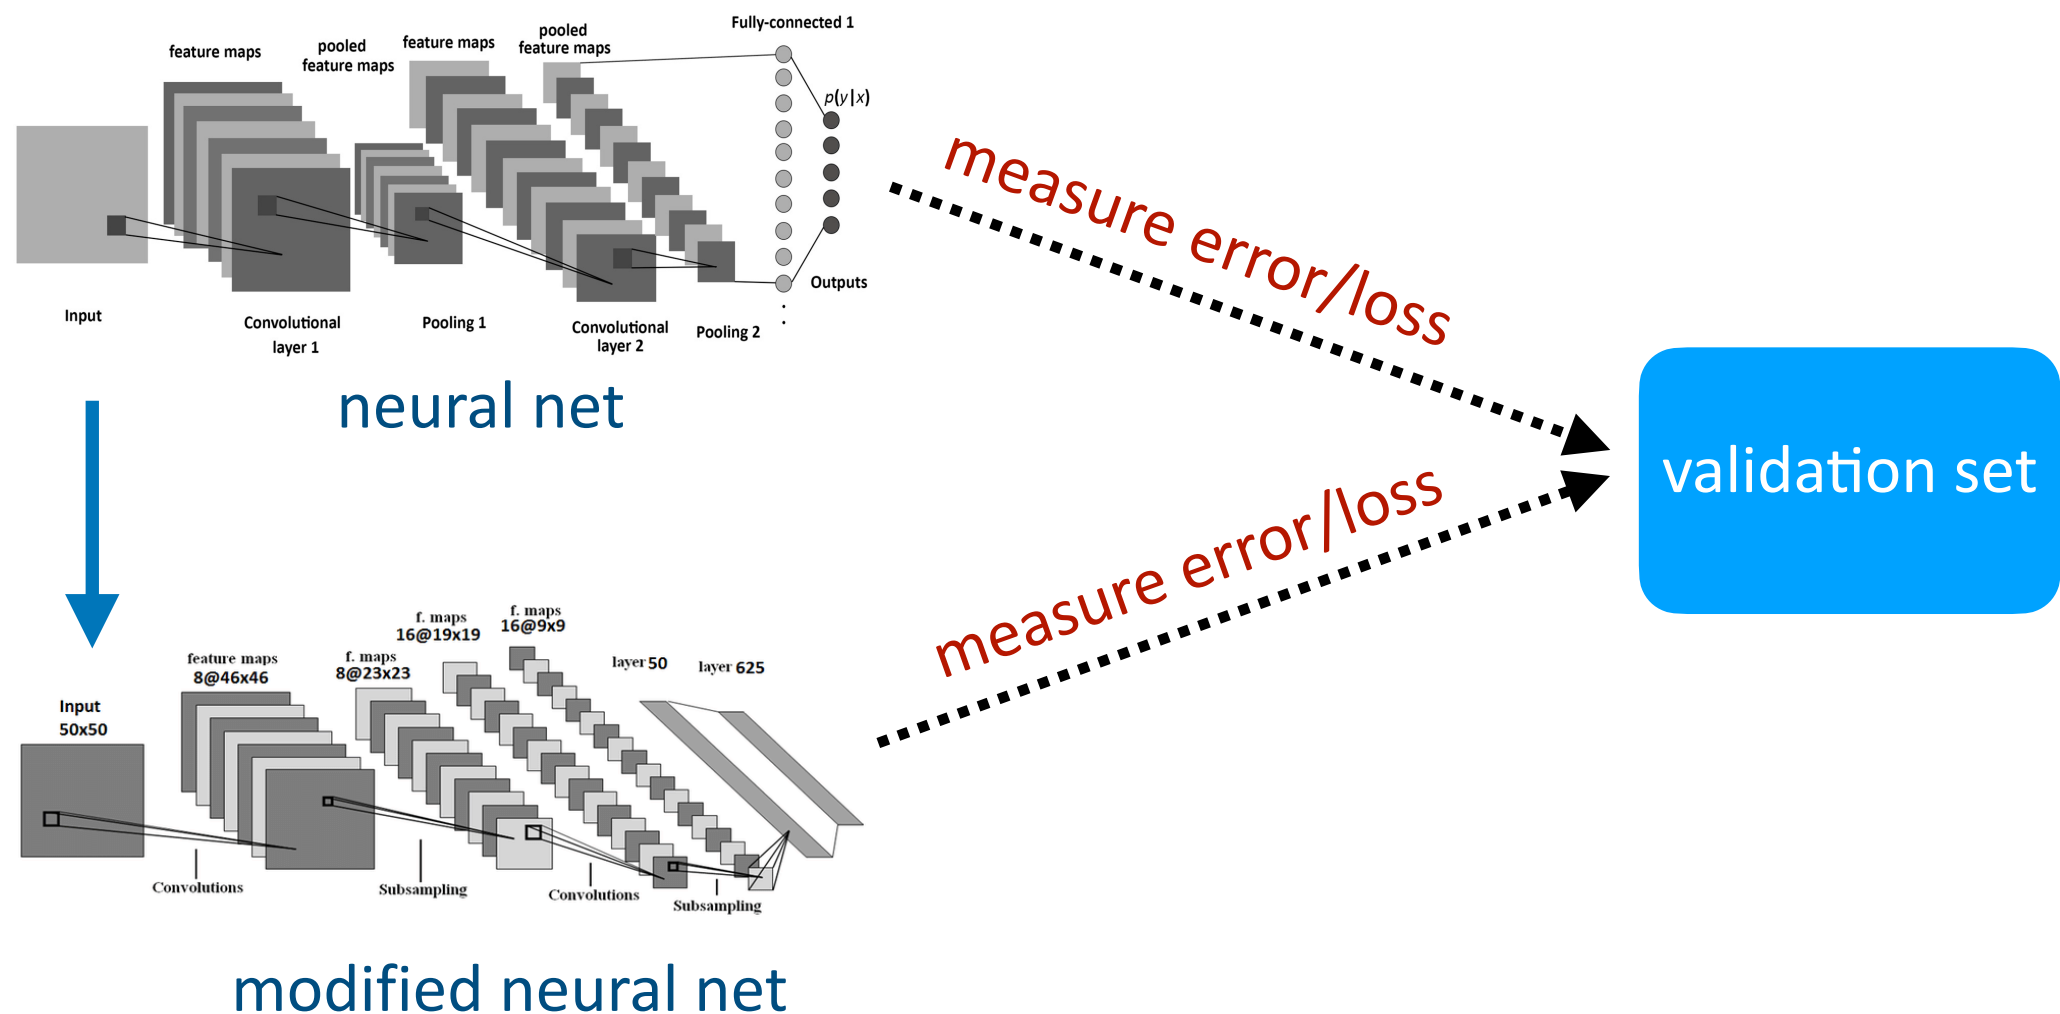 Fully-connected 1
feature maps
pooled
feature maps
feature maps
pooled
feature maps
p(y|x)
Input
Convolutional
layer 1
Pooling 1
Convolutional
layer 2
Pooling 2
Outputs
neural net
measure error/loss
validation set
measure error/loss
Input
50x50
feature maps
8@46x46
f. maps
8@23x23
f. maps
16@19x19
f. maps
16@9x9
layer 50
layer 625
Convolutions
Subsampling
Convolutions
Subsampling
modified neural net